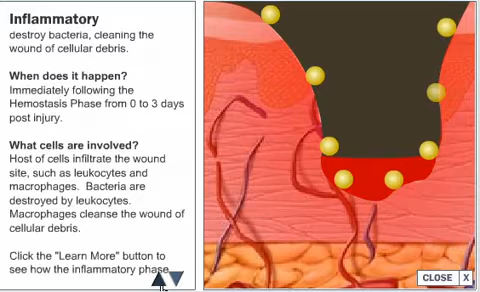 Inflammatory
destroy bacteria, cleaning the
wound of cellular debris.
When does it happen?
Immediately following the
Hemostasis Phase from 0 to 3 days
post injury.
What cells are involved?
Host of cells infiltrate the wound
site, such as leukocytes and
macrophages.  Bacteria are
destroyed by leukocytes.
Macrophages cleanse the wound of
cellular debris.
Click the "Learn More" button to
see how the inflammatory phase
CLOSE X